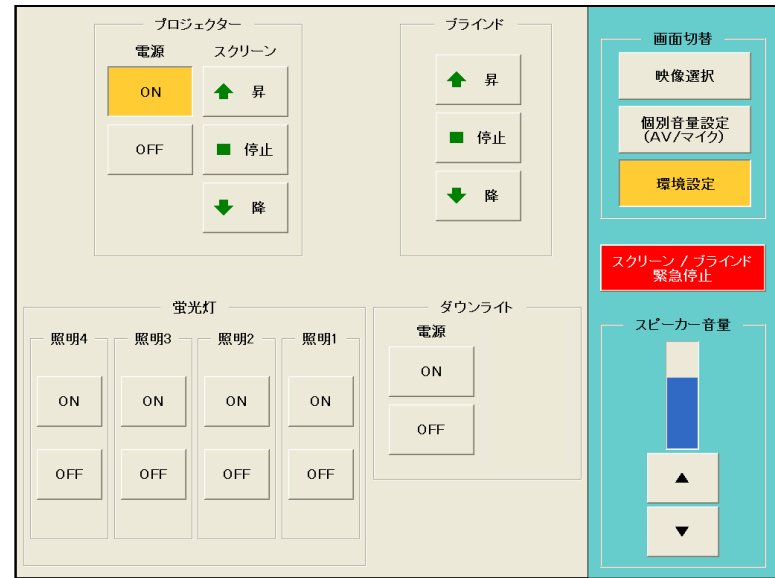 プロジェクター
電源 スクリーン
ON
OFF
昇
停止
降
ブラインド
昇
停止
降
蛍光灯
照明4 照明3 照明2 照明1
ON ON ON ON
OFF OFF OFF OFF
ダウンライト
電源
ON
OFF
画面切替
映像選択
個別音量設定
(AV/マイク)
環境設定
スクリーン / ブラインド
緊急停止
スピーカー音量